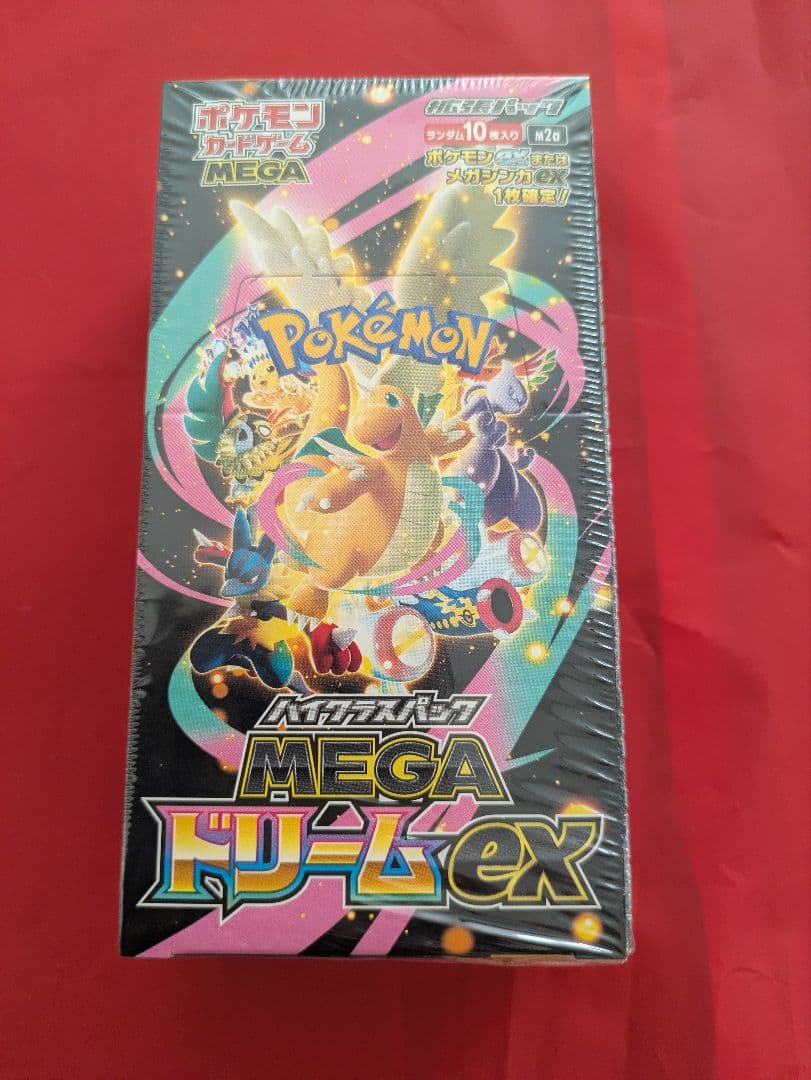 ポケモン
カードゲーム
MEGA
拡張パック
ランダム10枚入り M2a
ポケモンexまたは
メガシンカex
1枚確定!
POKéMON
ハイクラスパック
MEGA
ドリームex